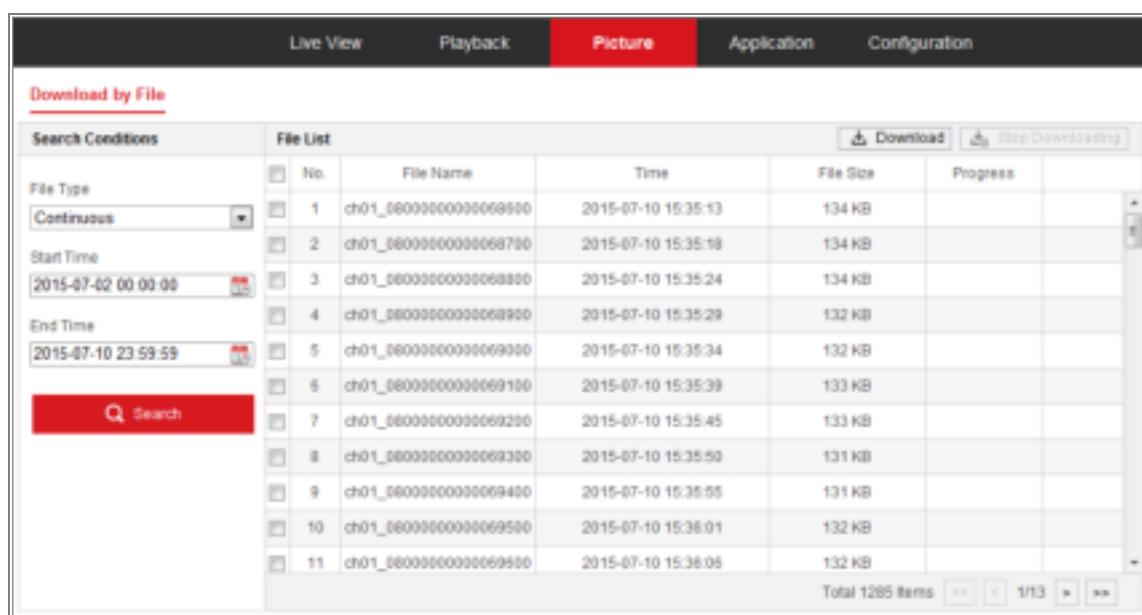 Live View Playback Picture Application Configuration
Download by File
Search Conditions
File Type
Continuous
Start Time
2015-07-02 00:00:00
End Time
2015-07-10 23:59:59
Search
File List Download Stop Downloading
No. File Name Time File Size Progress
1 ch01_08000000000068600 2015-07-10 15:35:13 134 KB
2 ch01_08000000000068700 2015-07-10 15:35:18 134 KB
3 ch01_08000000000068800 2015-07-10 15:35:24 134 KB
4 ch01_08000000000068900 2015-07-10 15:35:29 132 KB
5 ch01_08000000000069000 2015-07-10 15:35:34 132 KB
6 ch01_08000000000069100 2015-07-10 15:35:39 133 KB
7 ch01_08000000000069200 2015-07-10 15:35:45 133 KB
8 ch01_08000000000069300 2015-07-10 15:35:50 131 KB
9 ch01_08000000000069400 2015-07-10 15:35:55 131 KB
10 ch01_08000000000069500 2015-07-10 15:36:01 132 KB
11 ch01_08000000000069600 2015-07-10 15:36:06 132 KB
Total 1285 Items << < 1/13 > >>